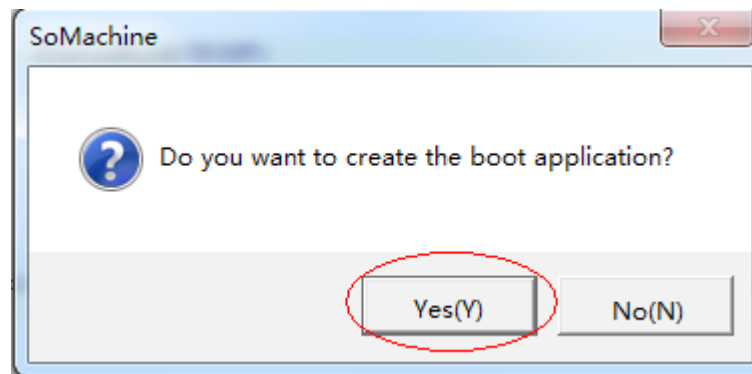 SoMachine
Do you want to create the boot application?
Yes(Y)
No(N)